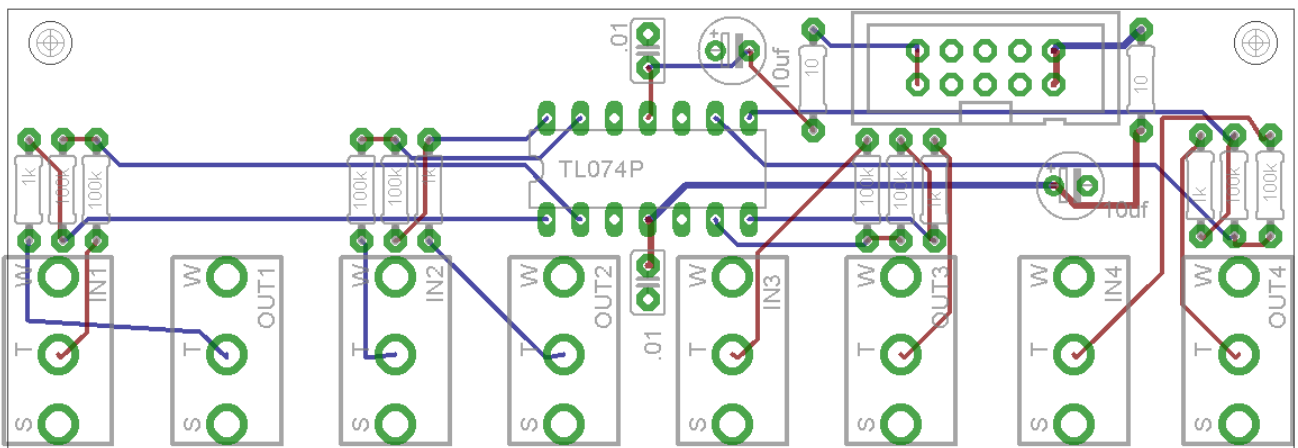 .01
+
10uf
10
10
1k
100k
100k
100k
100k
1k
TL074P
100k
100k
1k
+
10uf
1k
100k
100k
W
T
S
IN1
W
T
S
OUT1
W
T
S
IN2
W
T
S
OUT2
.01
W
T
S
IN3
W
T
S
OUT3
W
T
S
IN4
W
T
S
OUT4